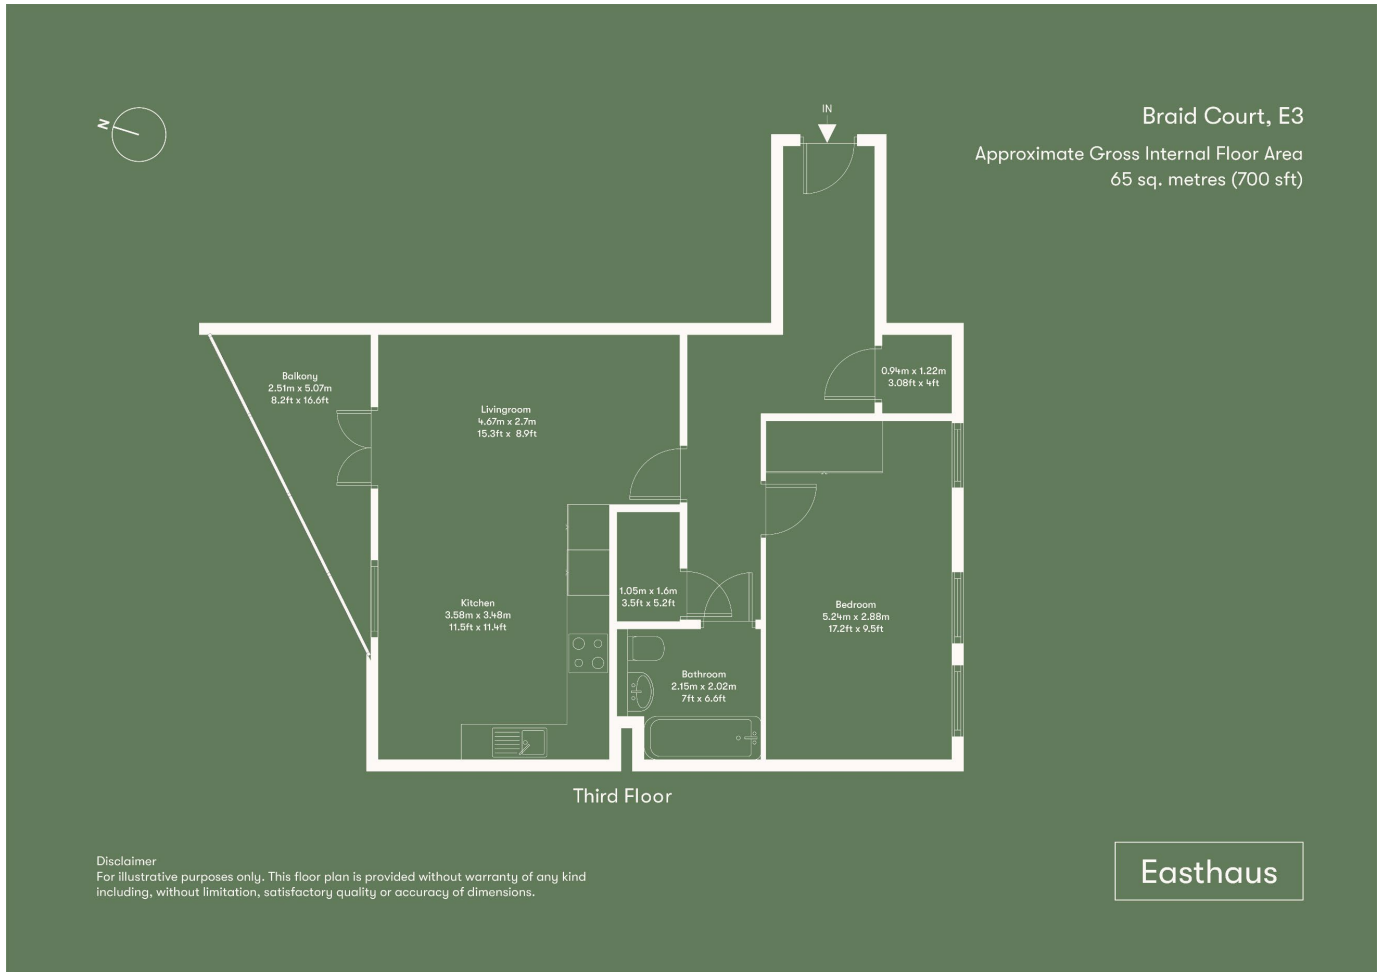 N
IN
Braid Court, E3
Approximate Gross Internal Floor Area
65 sq. metres (700 sft)
Balkony
2.51m x 5.07m
8.2ft x 16.6ft
Livingroom
4.67m x 2.7m
15.3ft x 8.9ft
0.94m x 1.22m
3.08ft x 4ft
Kitchen
3.58m x 3.48m
11.5ft x 11.4ft
1.05m x 1.6m
3.5ft x 5.2ft
Bedroom
5.24m x 2.88m
17.2ft x 9.5ft
Bathroom
2.15m x 2.02m
7ft x 6.6ft
Third Floor
Disclaimer
For illustrative purposes only. This floor plan is provided without warranty of any kind
including, without limitation, satisfactory quality or accuracy of dimensions.
Easthaus